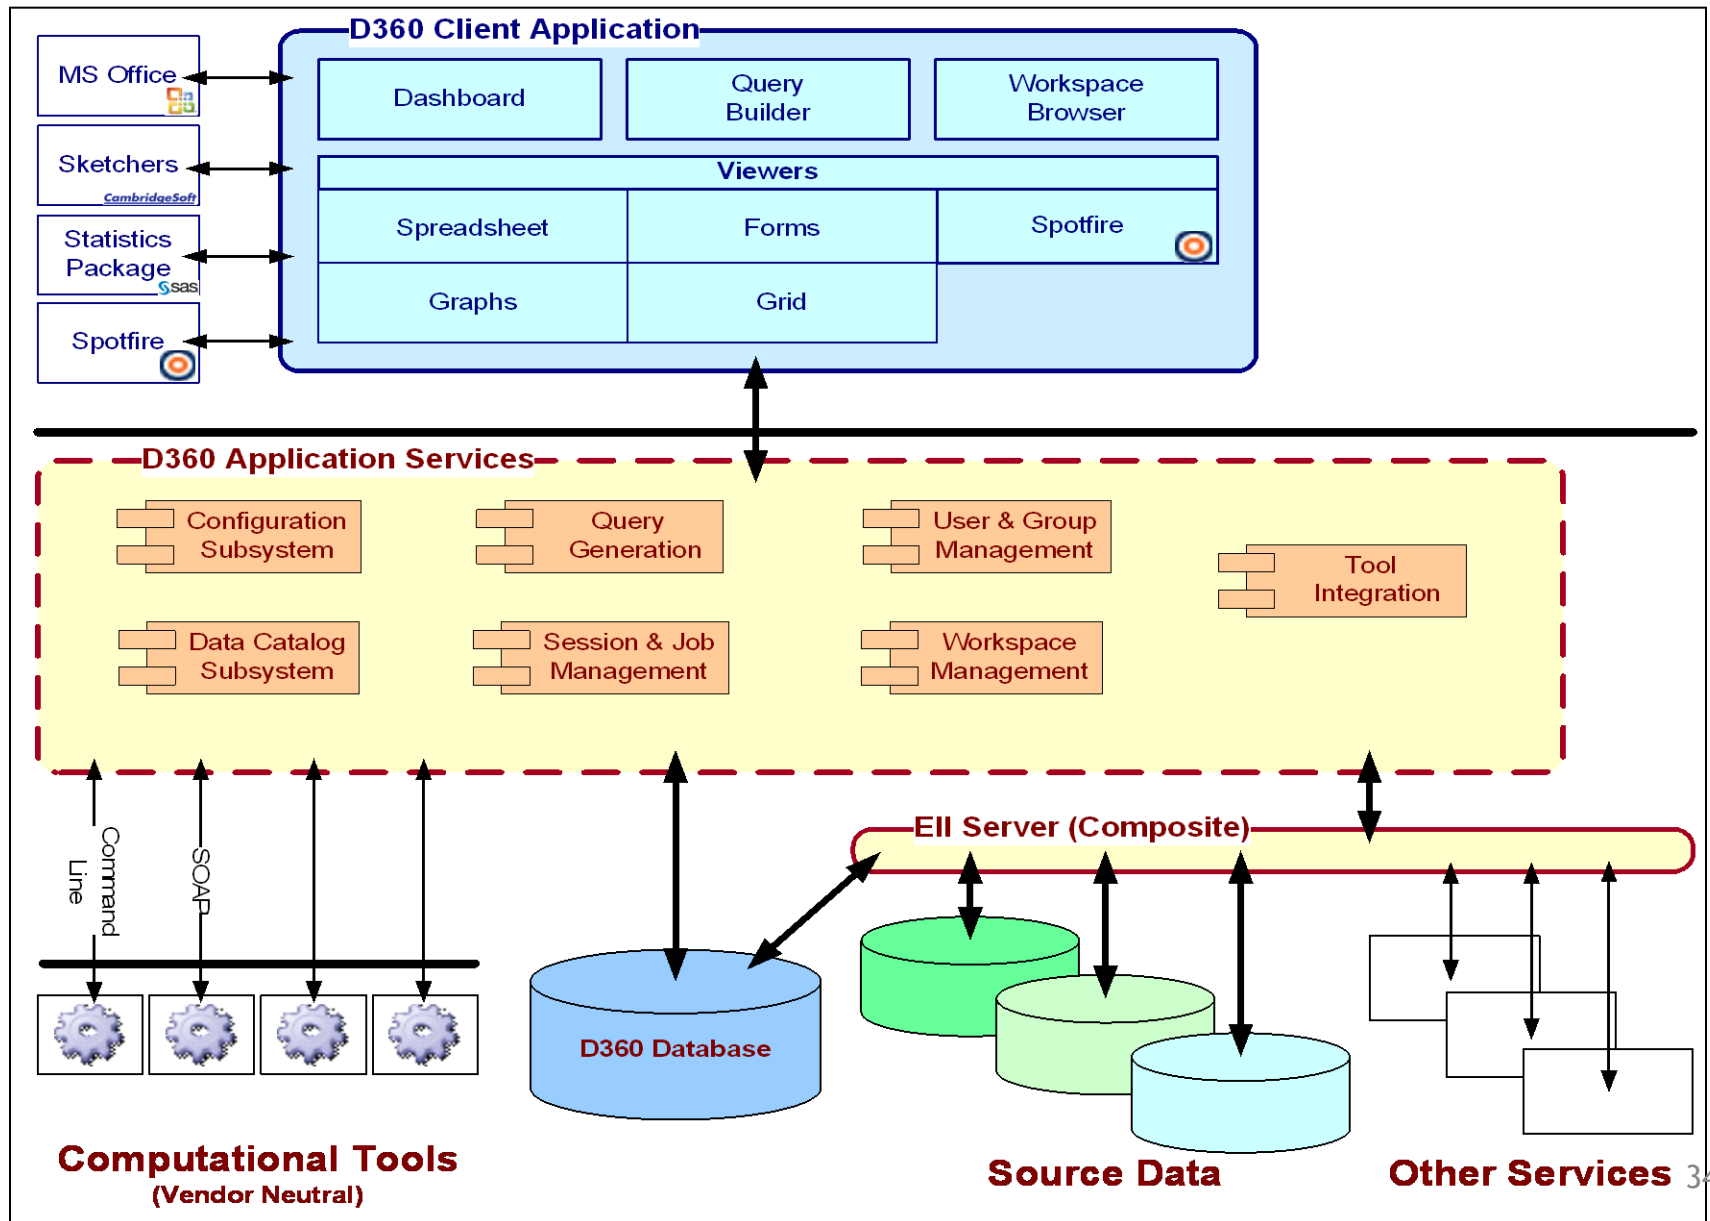 D360 Client Application
MS Office
Dashboard
Query
Builder
Workspace
Browser
Sketchers
CambridgeSoft
Viewers
Statistics
Package
sas
Spreadsheet
Forms
Spotfire
Spotfire
Graphs
Grid
D360 Application Services
Configuration
Subsystem
Query
Generation
User & Group
Management
Tool
Integration
Data Catalog
Subsystem
Session & Job
Management
Workspace
Management
Command
Line
SOAP
EII Server (Composite)
D360 Database
Computational Tools
(Vendor Neutral)
Source Data
Other Services
34